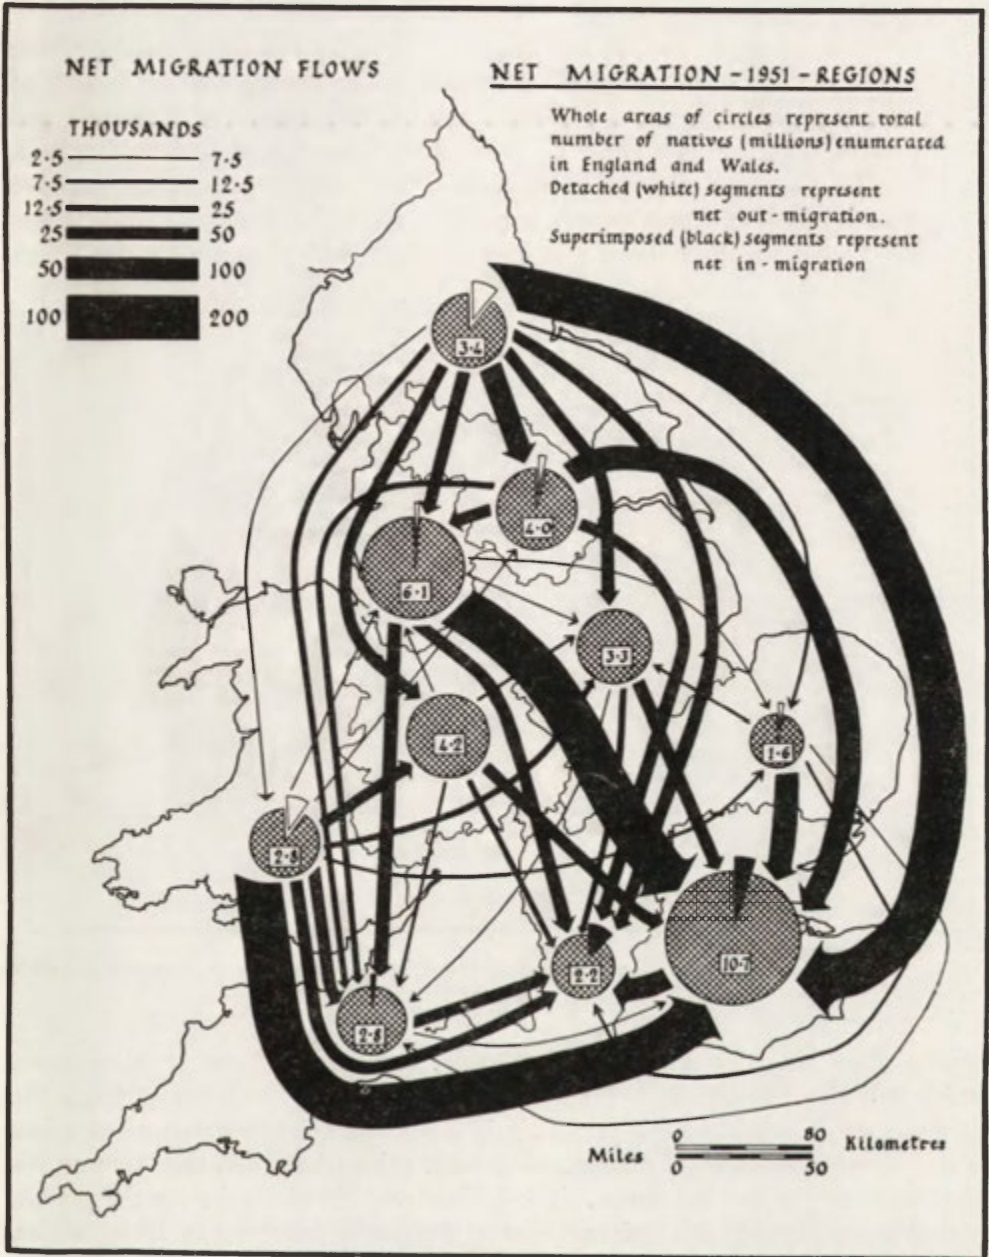 NET MIGRATION FLOWS
THOUSANDS
2·5 7·5
7·5 12·5
12·5 25
25 50
50 100
100 200
NET MIGRATION – 1951 – REGIONS
Whole areas of circles represent total
number of natives (millions) enumerated
in England and Wales.
Detached (white) segments represent
net out-migration.
Superimposed (black) segments represent
net in-migration
3·4
4·0
6·1
3·3
4·2
1·6
2·8
10·7
2·2
2·8
0 80 Kilometres
Miles
0 50